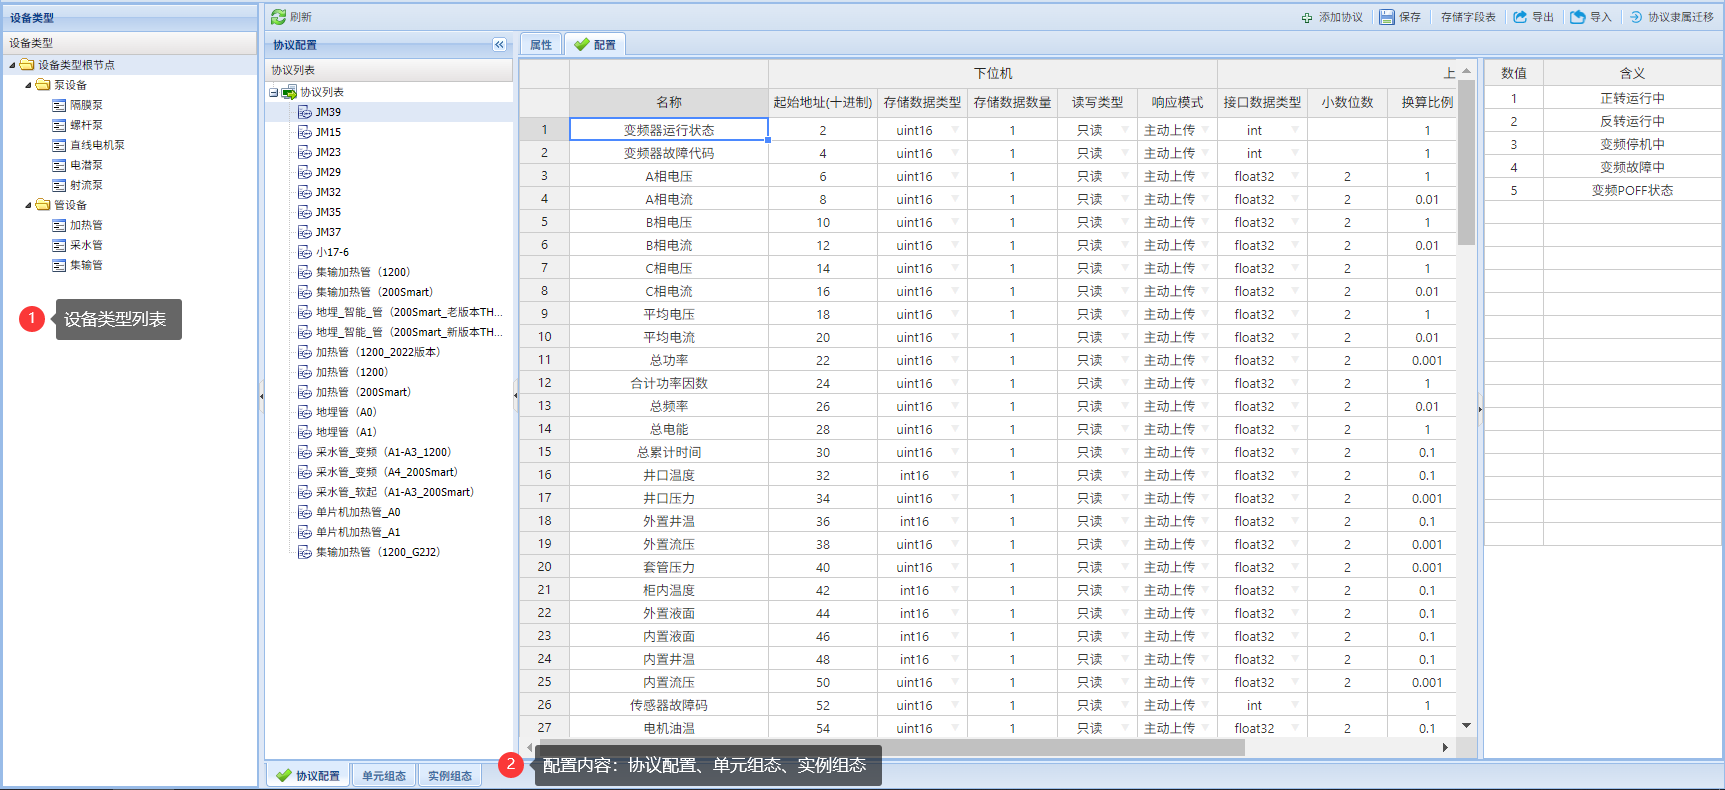 设备类型
设备类型
设备类型根节点
泵设备
隔膜泵
螺杆泵
直线电机泵
电潜泵
射流泵
管设备
加热管
采水管
集输管
1 设备类型列表
刷新
添加协议 保存 存储字段表 导出 导入 协议隶属迁移
协议配置
协议列表
协议列表
JM39
JM15
JM23
JM29
JM32
JM35
JM37
小17-6
集输加热管（1200）
集输加热管（200Smart）
地埋_智能_管（200Smart_老版本TH...
地埋_智能_管（200Smart_新版本TH...
加热管（1200_2022版本）
加热管（1200）
加热管（200Smart）
地埋管（A0）
地埋管（A1）
采水管_变频（A1-A3_1200）
采水管_变频（A4_200Smart）
采水管_软起（A1-A3_200Smart）
单片机加热管_A0
单片机加热管_A1
集输加热管（1200_G2J2）
属性 配置
下位机 上
名称 起始地址(十进制) 存储数据类型 存储数据数量 读写类型 响应模式 接口数据类型 小数位数 换算比例
1 变频器运行状态 2 uint16 1 只读 主动上传 int 1
2 变频器故障代码 4 uint16 1 只读 主动上传 int 1
3 A相电压 6 uint16 1 只读 主动上传 float32 2 1
4 A相电流 8 uint16 1 只读 主动上传 float32 2 0.01
5 B相电压 10 uint16 1 只读 主动上传 float32 2 1
6 B相电流 12 uint16 1 只读 主动上传 float32 2 0.01
7 C相电压 14 uint16 1 只读 主动上传 float32 2 1
8 C相电流 16 uint16 1 只读 主动上传 float32 2 0.01
9 平均电压 18 uint16 1 只读 主动上传 float32 2 1
10 平均电流 20 uint16 1 只读 主动上传 float32 2 0.01
11 总功率 22 uint16 1 只读 主动上传 float32 2 0.001
12 合计功率因数 24 uint16 1 只读 主动上传 float32 2 1
13 总频率 26 uint16 1 只读 主动上传 float32 2 0.01
14 总电能 28 uint16 1 只读 主动上传 float32 2 1
15 总累计时间 30 uint16 1 只读 主动上传 float32 2 0.1
16 井口温度 32 int16 1 只读 主动上传 float32 2 0.1
17 井口压力 34 uint16 1 只读 主动上传 float32 2 0.001
18 外置井温 36 int16 1 只读 主动上传 float32 2 0.1
19 外置流压 38 uint16 1 只读 主动上传 float32 2 0.001
20 套管压力 40 uint16 1 只读 主动上传 float32 2 0.001
21 柜内温度 42 int16 1 只读 主动上传 float32 2 0.1
22 外置液面 44 int16 1 只读 主动上传 float32 2 0.1
23 内置液面 46 int16 1 只读 主动上传 float32 2 0.1
24 内置井温 48 int16 1 只读 主动上传 float32 2 0.1
25 内置流压 50 uint16 1 只读 主动上传 float32 2 0.001
26 传感器故障码 52 uint16 1 只读 主动上传 int 1
27 电机油温 54 uint16 1 只读 主动上传 float32 2 0.1
数值 含义
1 正转运行中
2 反转运行中
3 变频停机中
4 变频故障中
5 变频POFF状态
协议配置 单元组态 实例组态
2 配置内容：协议配置、单元组态、实例组态